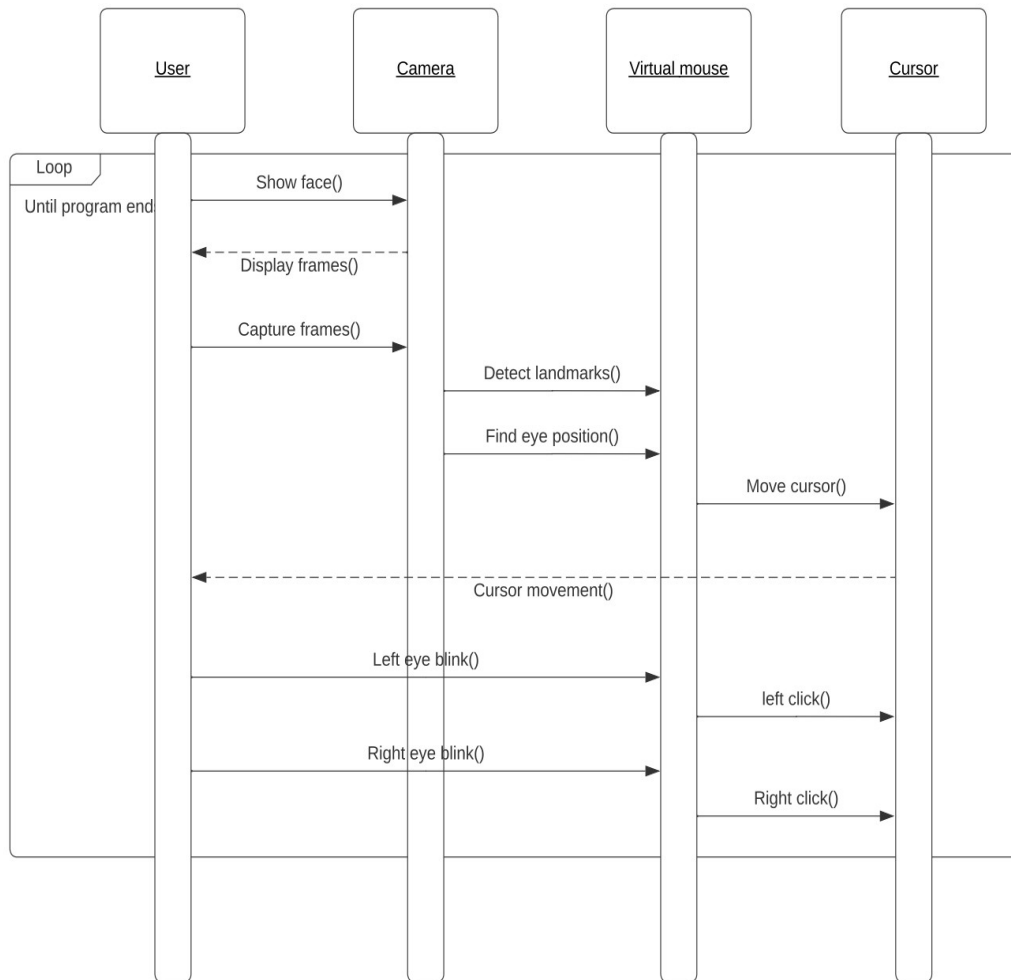 User
Camera
Virtual mouse
Cursor
Loop
Show face()
Until program ends
Display frames()
Capture frames()
Detect landmarks()
Find eye position()
Move cursor()
Cursor movement()
Left eye blink()
left click()
Right eye blink()
Right click()